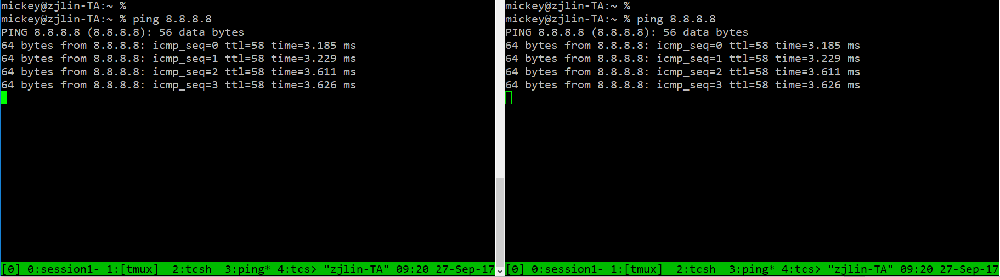 mickey@zjlin-TA:~ %
mickey@zjlin-TA:~ % ping 8.8.8.8
PING 8.8.8.8 (8.8.8.8): 56 data bytes
64 bytes from 8.8.8.8: icmp_seq=0 ttl=58 time=3.185 ms
64 bytes from 8.8.8.8: icmp_seq=1 ttl=58 time=3.229 ms
64 bytes from 8.8.8.8: icmp_seq=2 ttl=58 time=3.611 ms
64 bytes from 8.8.8.8: icmp_seq=3 ttl=58 time=3.626 ms
[0] 0:session1- 1:[tmux]  2:tcsh  3:ping* 4:tcs> "zjlin-TA" 09:20 27-Sep-17
mickey@zjlin-TA:~ %
mickey@zjlin-TA:~ % ping 8.8.8.8
PING 8.8.8.8 (8.8.8.8): 56 data bytes
64 bytes from 8.8.8.8: icmp_seq=0 ttl=58 time=3.185 ms
64 bytes from 8.8.8.8: icmp_seq=1 ttl=58 time=3.229 ms
64 bytes from 8.8.8.8: icmp_seq=2 ttl=58 time=3.611 ms
64 bytes from 8.8.8.8: icmp_seq=3 ttl=58 time=3.626 ms
[0] 0:session1- 1:[tmux]  2:tcsh  3:ping* 4:tcs> "zjlin-TA" 09:20 27-Sep-17